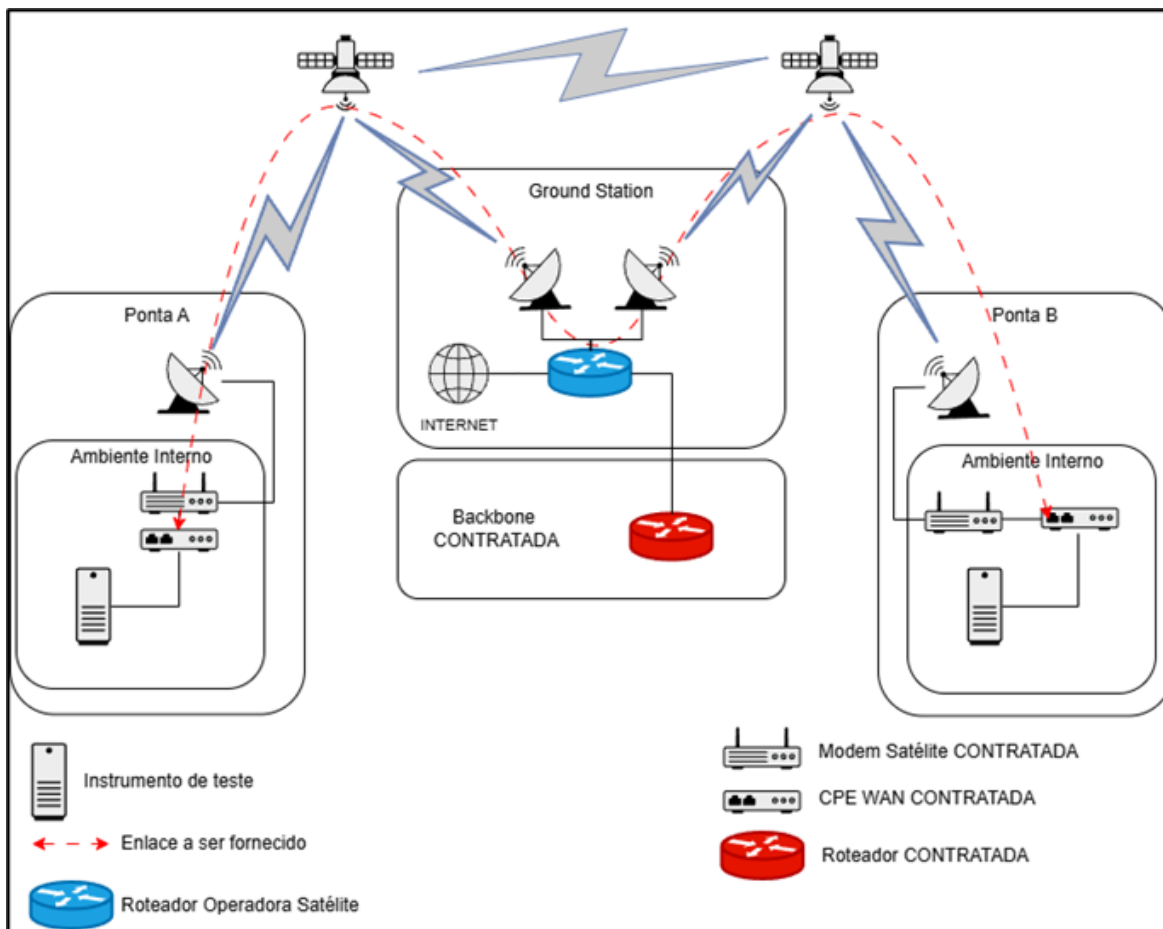 Ground Station
Ponta A
Ponta B
INTERNET
Ambiente Interno
Ambiente Interno
Backbone
CONTRATADA
Instrumento de teste
Enlace a ser fornecido
Roteador Operadora Satélite
Modem Satélite CONTRATADA
CPE WAN CONTRATADA
Roteador CONTRATADA